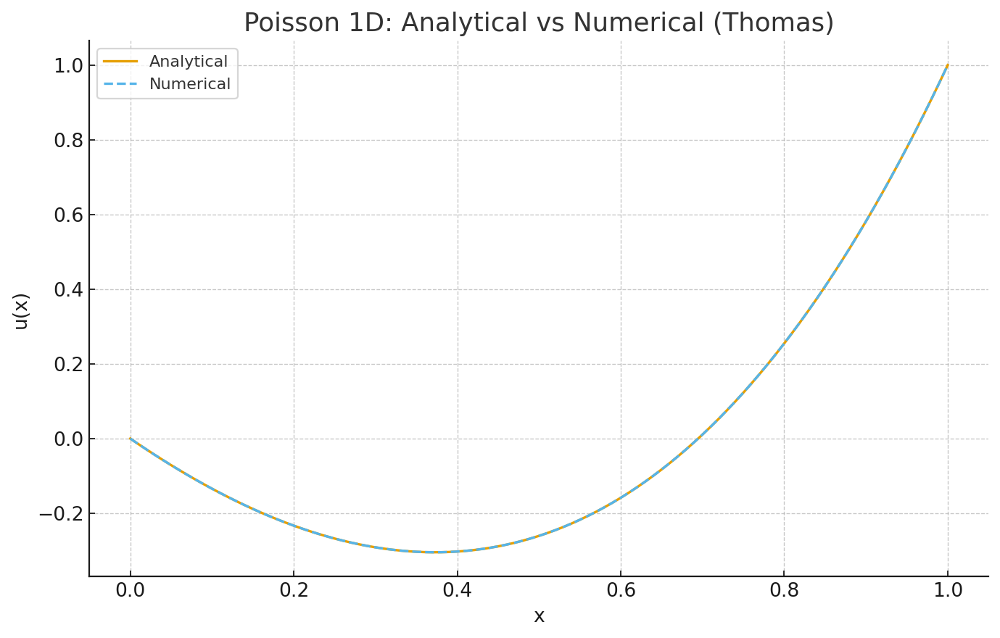 Poisson 1D: Analytical vs Numerical (Thomas)
Analytical
Numerical
1.0
0.8
0.6
0.4
0.2
0.0
−0.2
u(x)
0.0 0.2 0.4 0.6 0.8 1.0
x